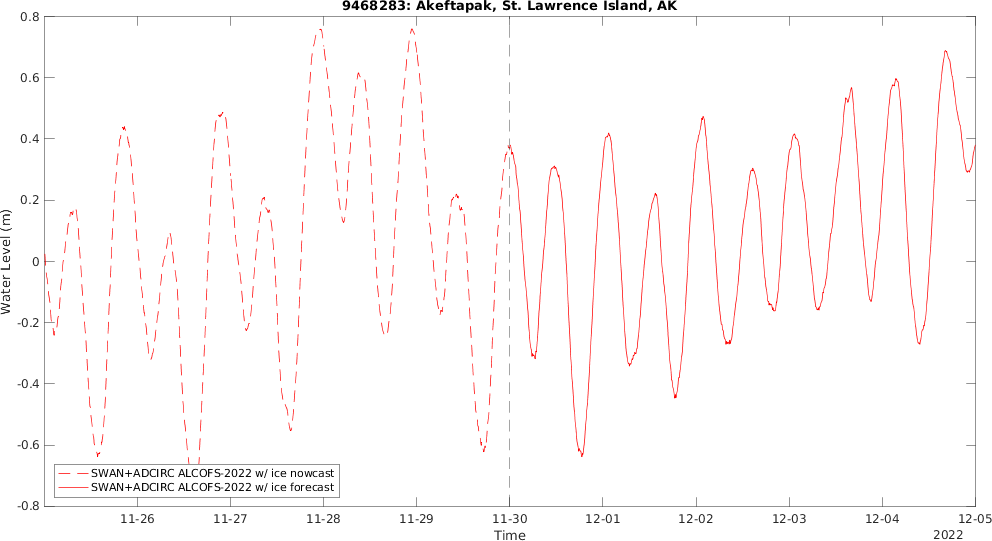 9468283: Akeftapak, St. Lawrence Island, AK
0.8
0.6
0.4
0.2
0
-0.2
-0.4
-0.6
-0.8
Water Level (m)
SWAN+ADCIRC ALCOFS-2022 w/ ice nowcast
SWAN+ADCIRC ALCOFS-2022 w/ ice forecast
11-26 11-27 11-28 11-29 11-30 12-01 12-02 12-03 12-04 12-05
Time
2022